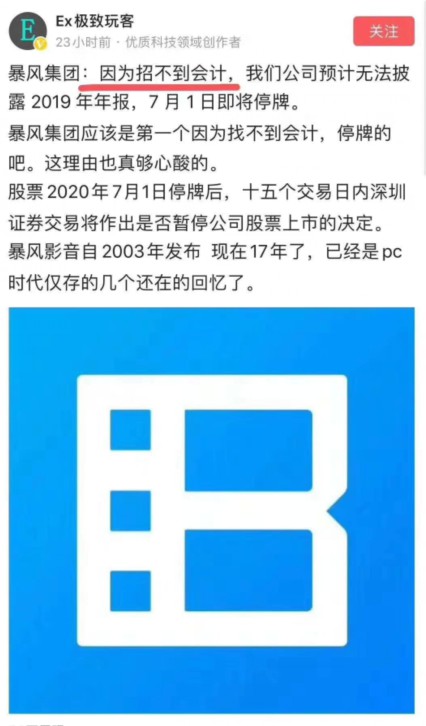 Ex极致玩客
23小时前 · 优质科技领域创作者
关注
暴风集团：因为招不到会计，我们公司预计无法披
露 2019 年年报，7 月 1 日即将停牌。
暴风集团应该是第一个因为找不到会计，停牌的
吧。这理由也真够心酸的。
股票2020年7月1日停牌后，十五个交易日内深圳
证券交易将作出是否暂停公司股票上市的决定。
暴风影音自2003年发布 现在17年了，已经是pc
时代仅存的几个还在的回忆了。